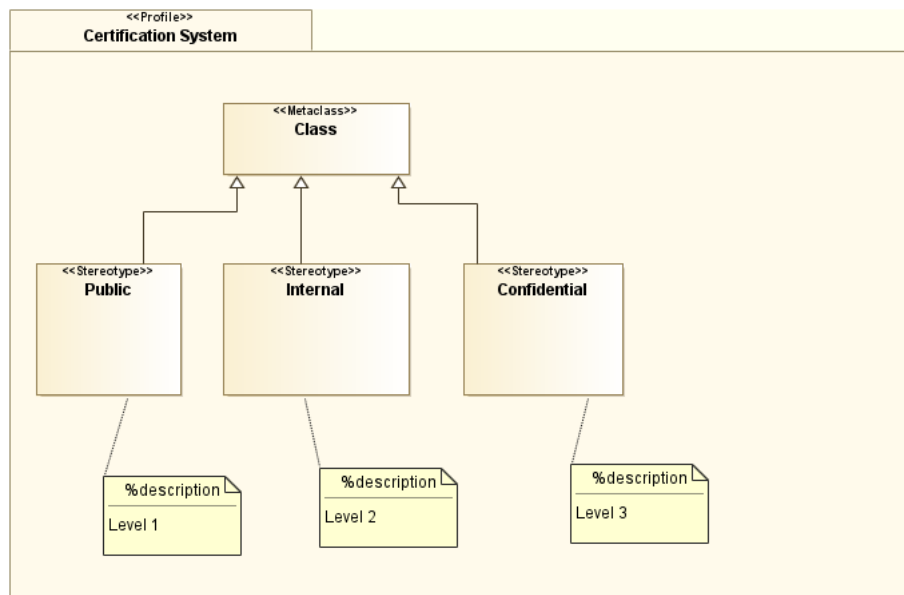 <<Profile>>
Certification System
<<Metaclass>>
Class
<<Stereotype>>
Public
<<Stereotype>>
Internal
<<Stereotype>>
Confidential
%description
Level 1
%description
Level 2
%description
Level 3